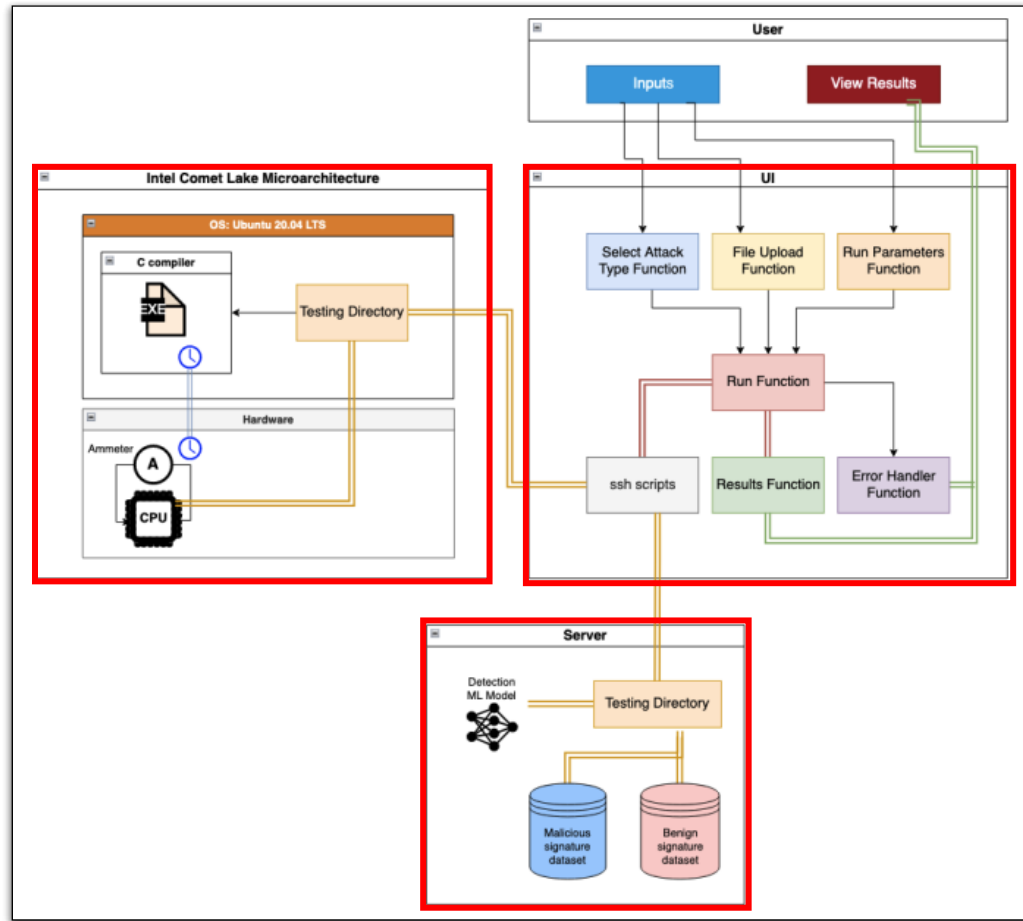 User
Inputs
View Results
Intel Comet Lake Microarchitecture
OS: Ubuntu 20.04 LTS
C compiler
EXE
Testing Directory
Hardware
Ammeter
A
CPU
UI
Select Attack
Type Function
File Upload
Function
Run Parameters
Function
Run Function
ssh scripts
Results Function
Error Handler
Function
Server
Detection
ML Model
Testing Directory
Malicious
signature
dataset
Benign
signature
dataset